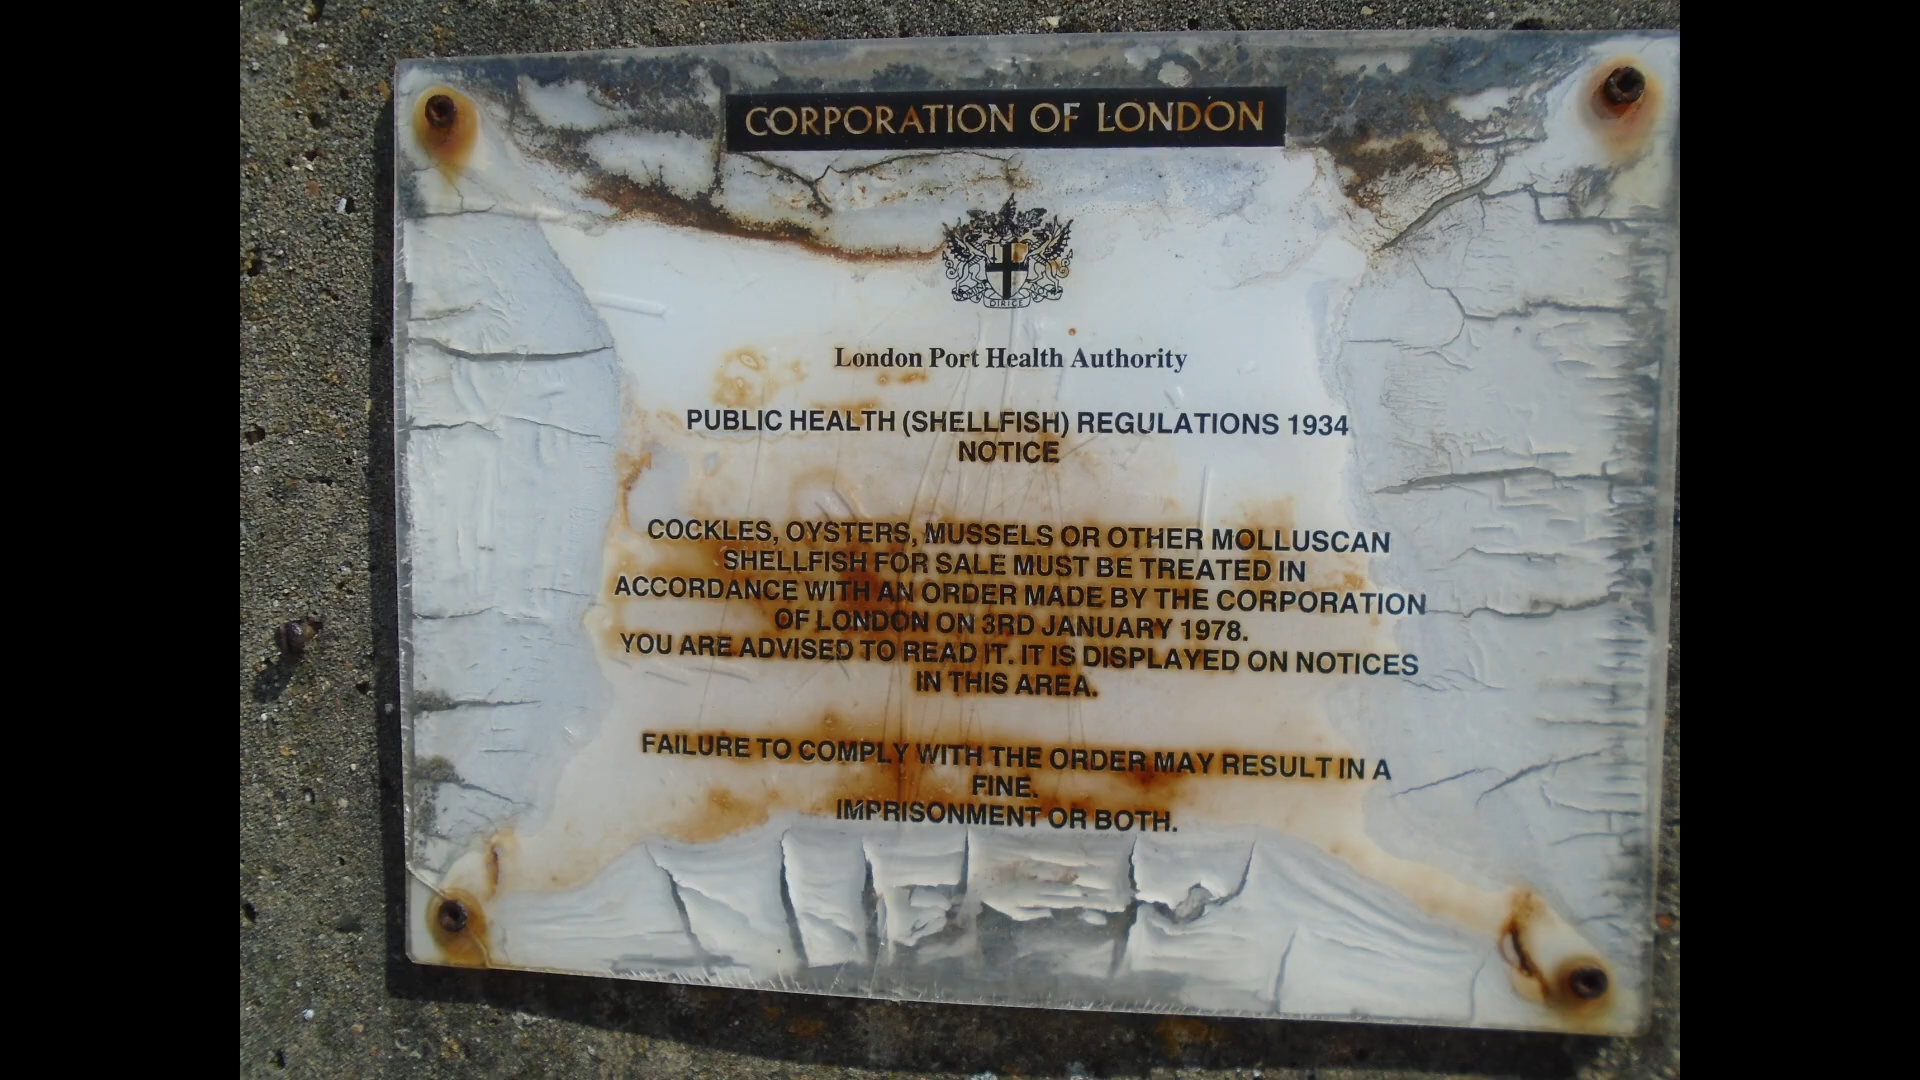 CORPORATION OF LONDON
DIRIGE
London Port Health Authority
PUBLIC HEALTH (SHELLFISH) REGULATIONS 1934
NOTICE
COCKLES, OYSTERS, MUSSELS OR OTHER MOLLUSCAN
SHELLFISH FOR SALE MUST BE TREATED IN
ACCORDANCE WITH AN ORDER MADE BY THE CORPORATION
OF LONDON ON 3RD JANUARY 1978.
YOU ARE ADVISED TO READ IT. IT IS DISPLAYED ON NOTICES
IN THIS AREA.
FAILURE TO COMPLY WITH THE ORDER MAY RESULT IN A
FINE.
IMPRISONMENT OR BOTH.